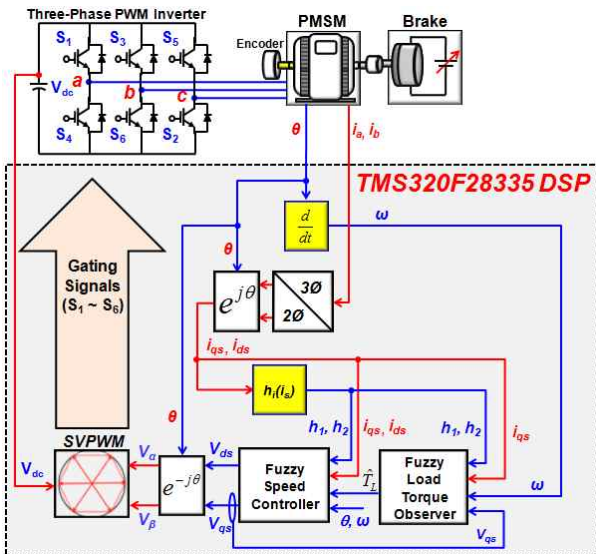 Three-Phase PWM Inverter
PMSM
Brake
S1
S3
S5
Encoder
Vdc
a
b
c
S4
S6
S2
θ
ia, ib
TMS320F28335 DSP
d/dt
ω
Gating
Signals
(S1 ~ S6)
θ
e^jθ
3Ø
2Ø
iqs, ids
hi(is)
θ
h1, h2
iqs, ids
h1, h2
iqs
SVPWM
Vdc
Vα
Vβ
e^−jθ
Vds
Vqs
Fuzzy
Speed
Controller
T̂L
θ, ω
Fuzzy
Load
Torque
Observer
ω
Vqs